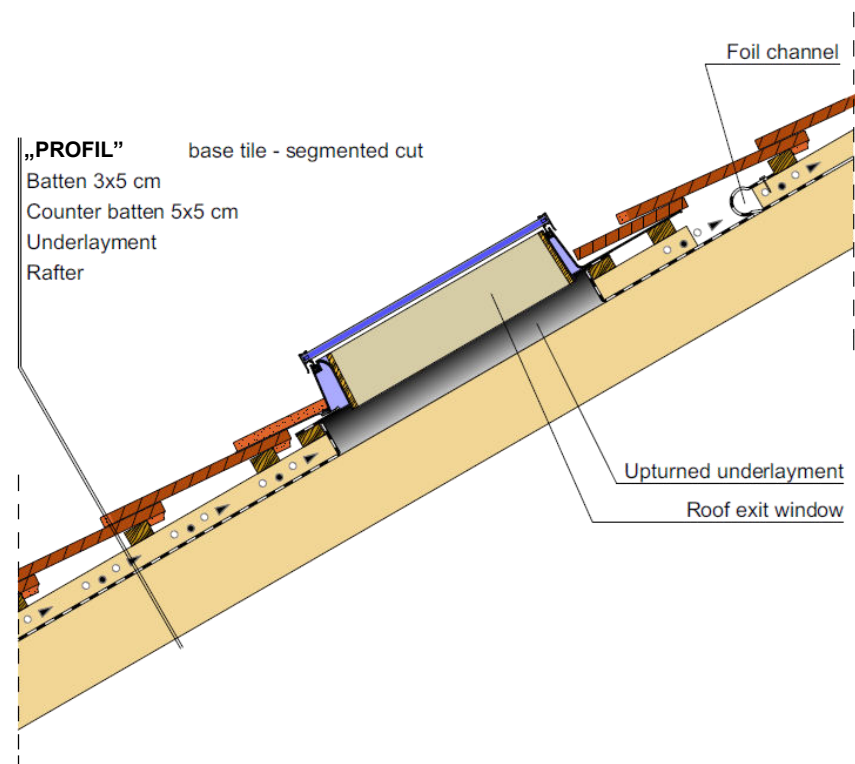 Foil channel
„PROFIL” base tile - segmented cut
Batten 3x5 cm
Counter batten 5x5 cm
Underlayment
Rafter
Upturned underlayment
Roof exit window